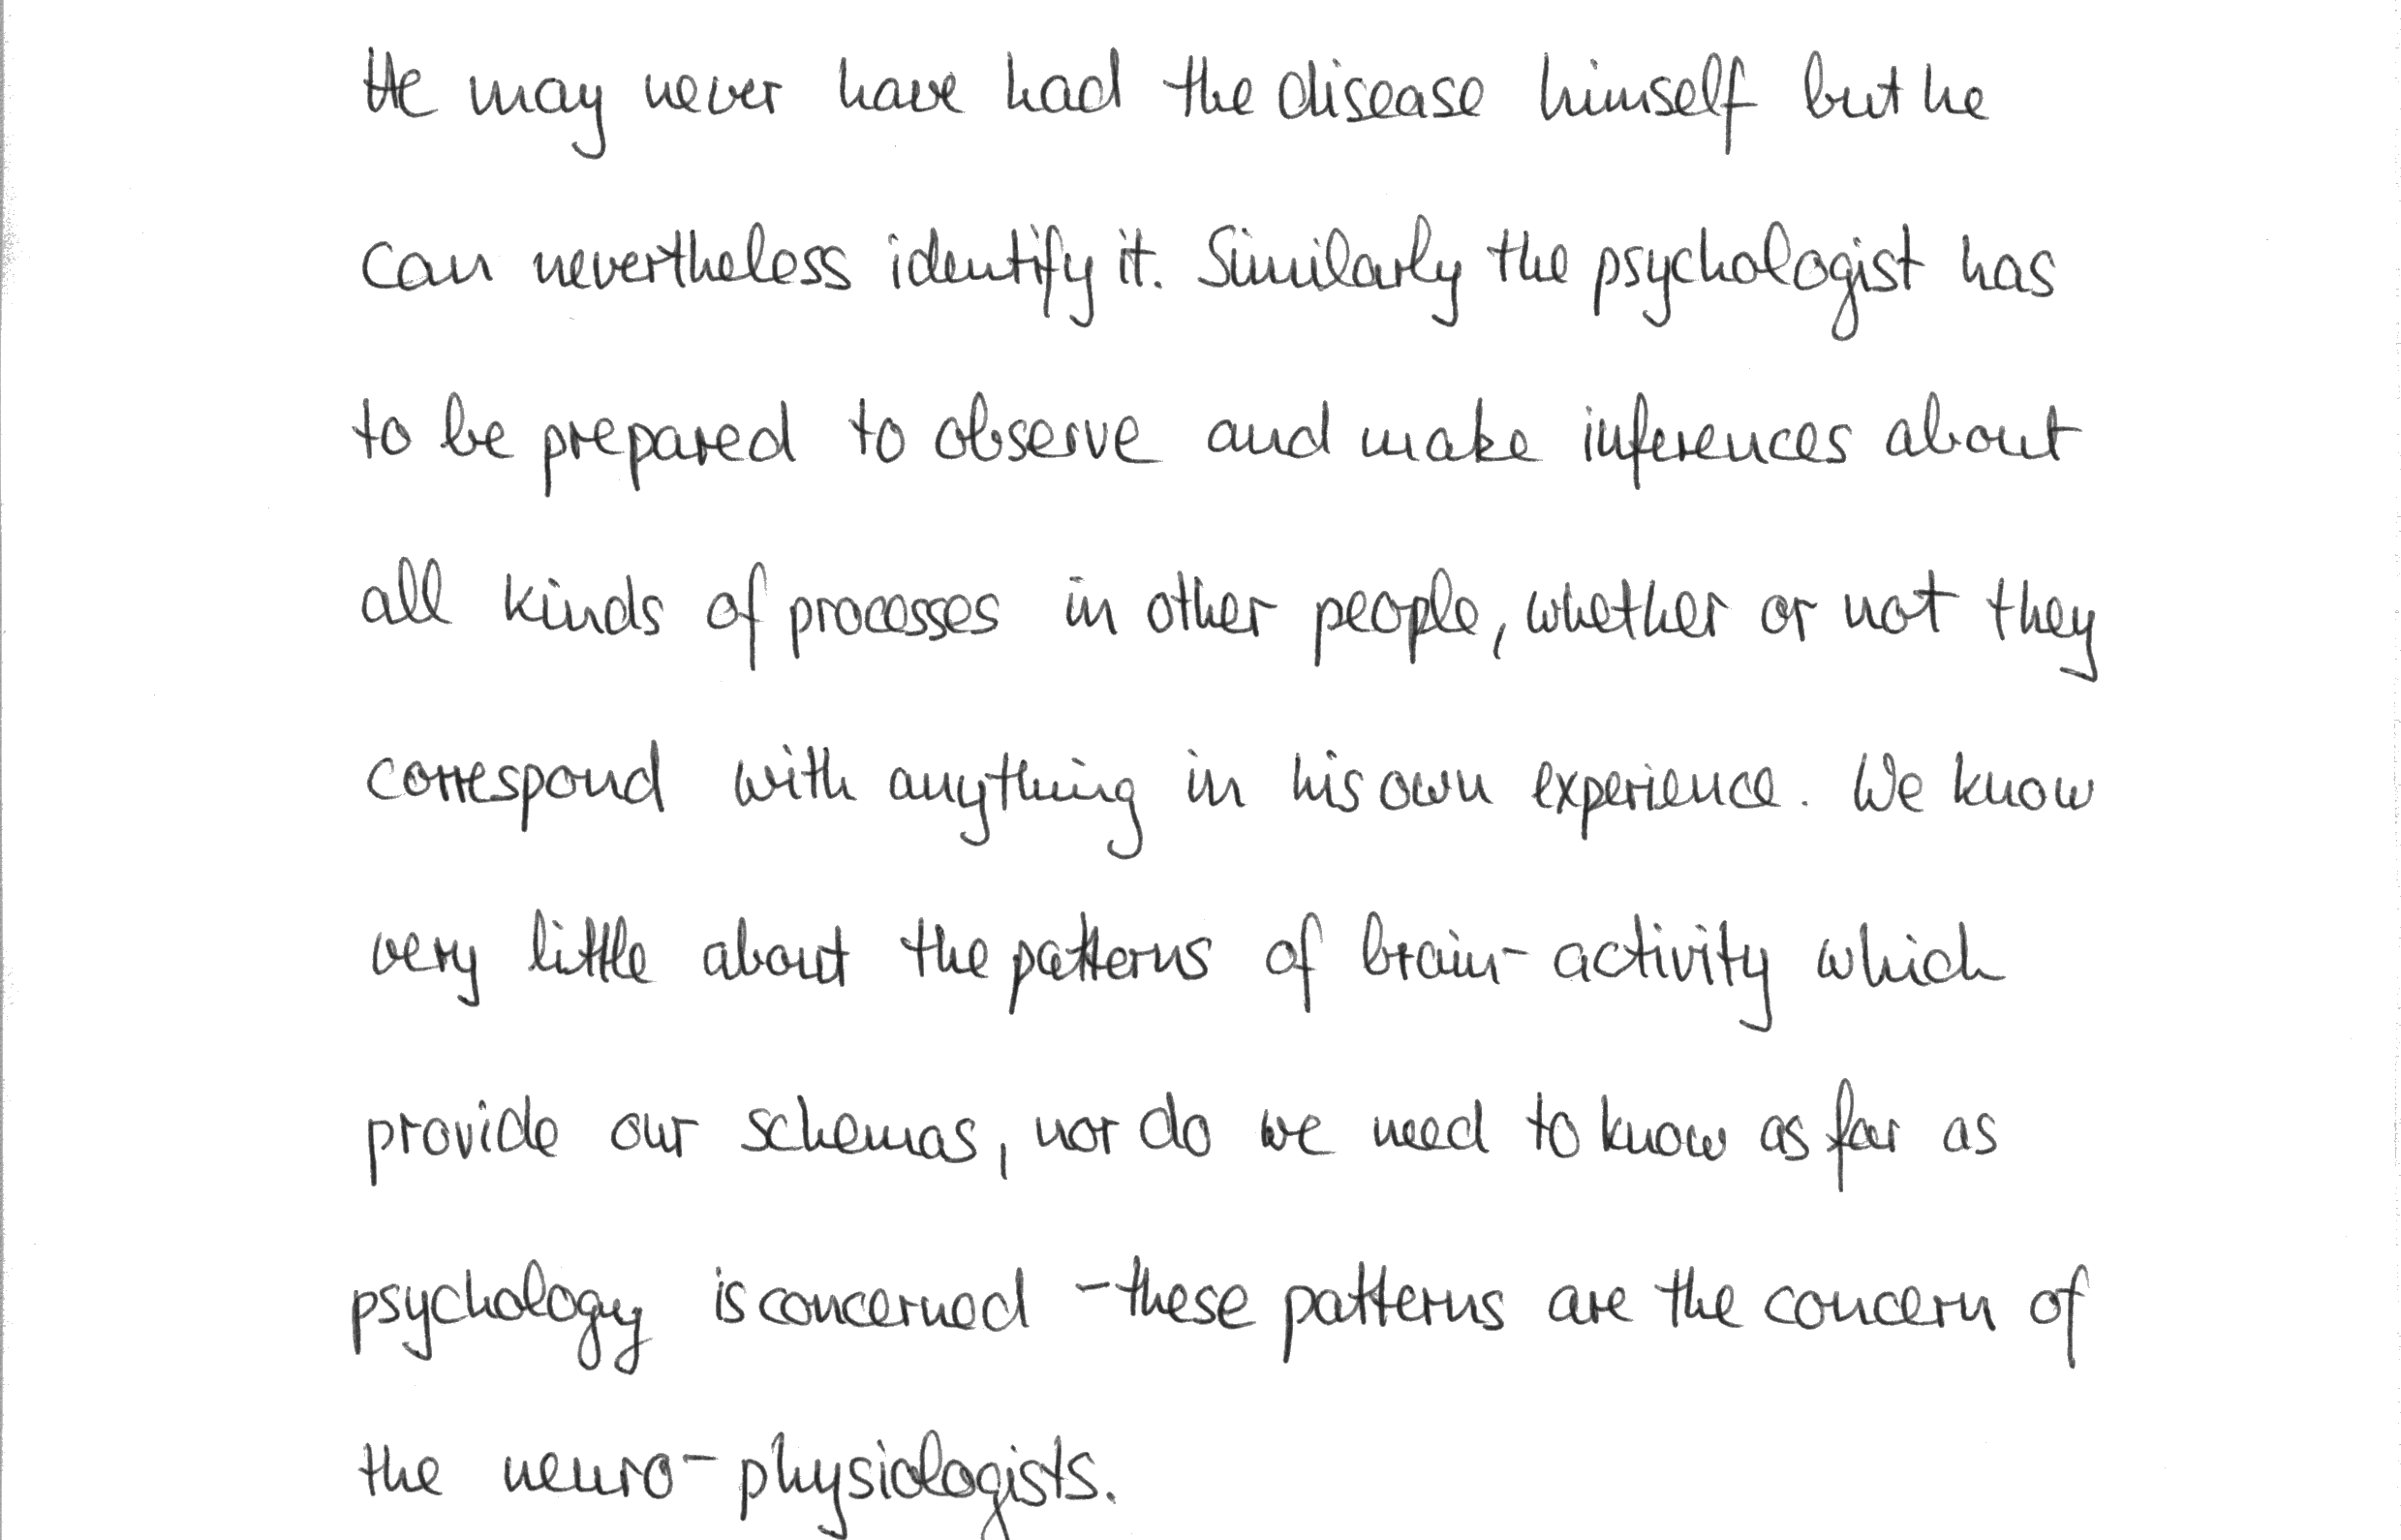 He may never have had the disease himself but he
can nevertheless identify it. Similarly the psychologist has
to be prepared to observe and make inferences about
all kinds of processes in other people, whether or not they
correspond with anything in his own experience. We know
very little about the patterns of brain-activity which
provide our schemas, nor do we need to know as far as
psychology is concerned - these patterns are the concern of
the neuro-physiologists.